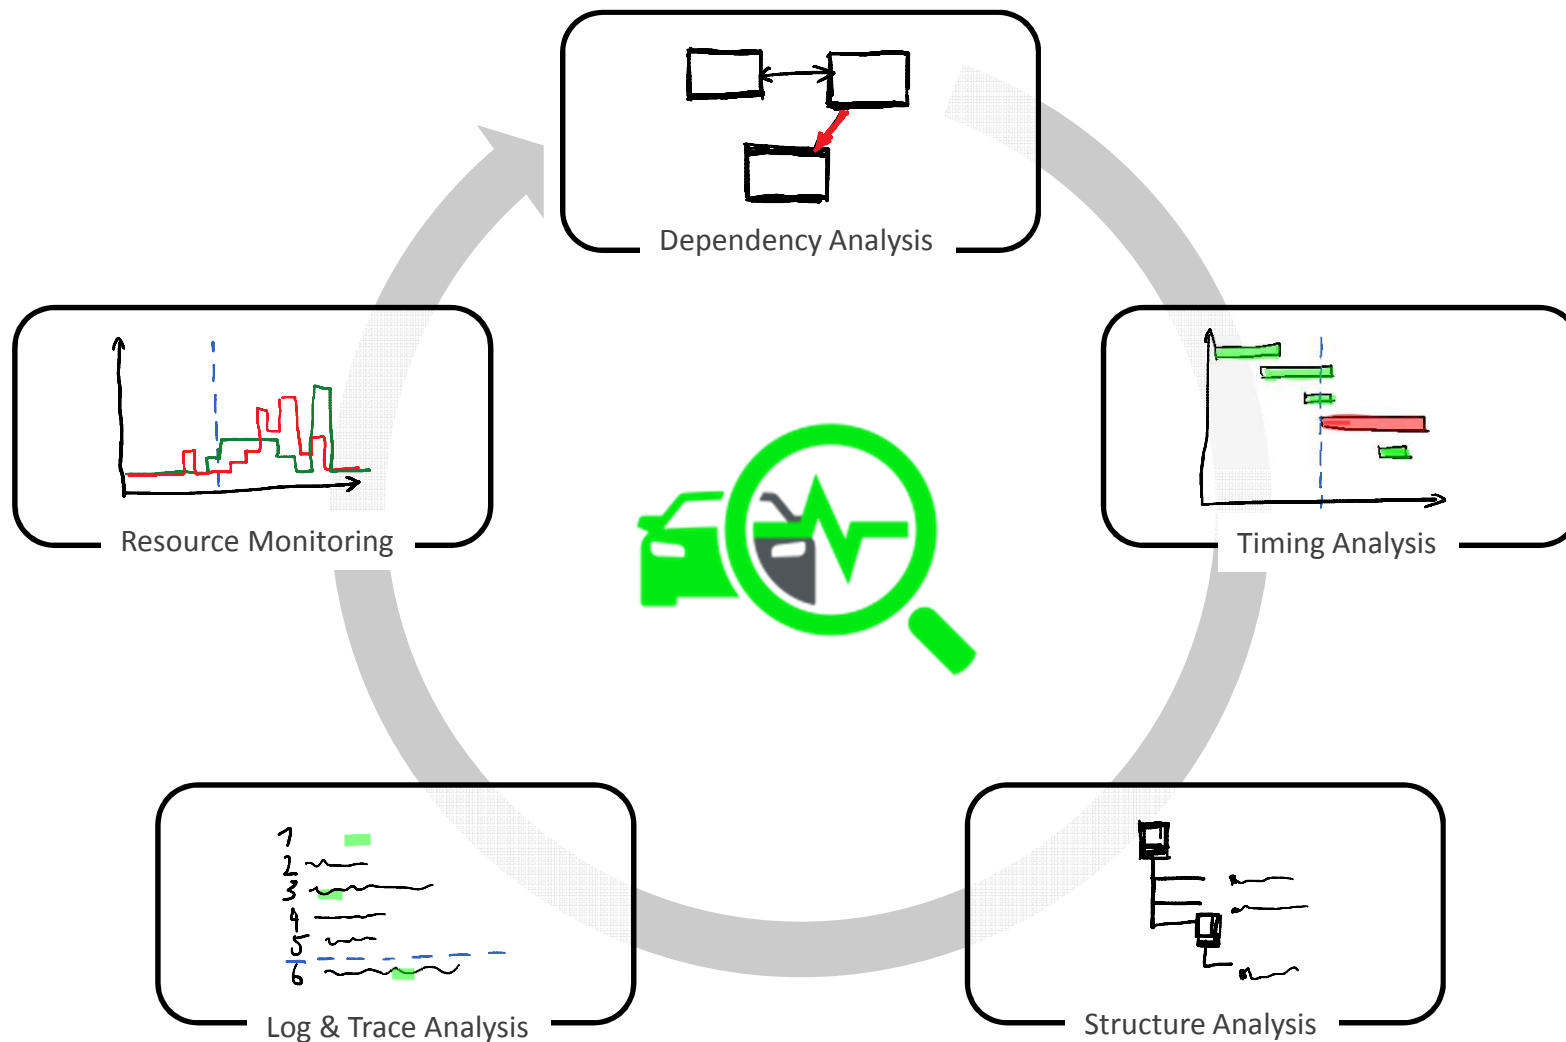 Dependency Analysis
Resource Monitoring
Timing Analysis
1
2
3
4
5
6
Log & Trace Analysis
Structure Analysis